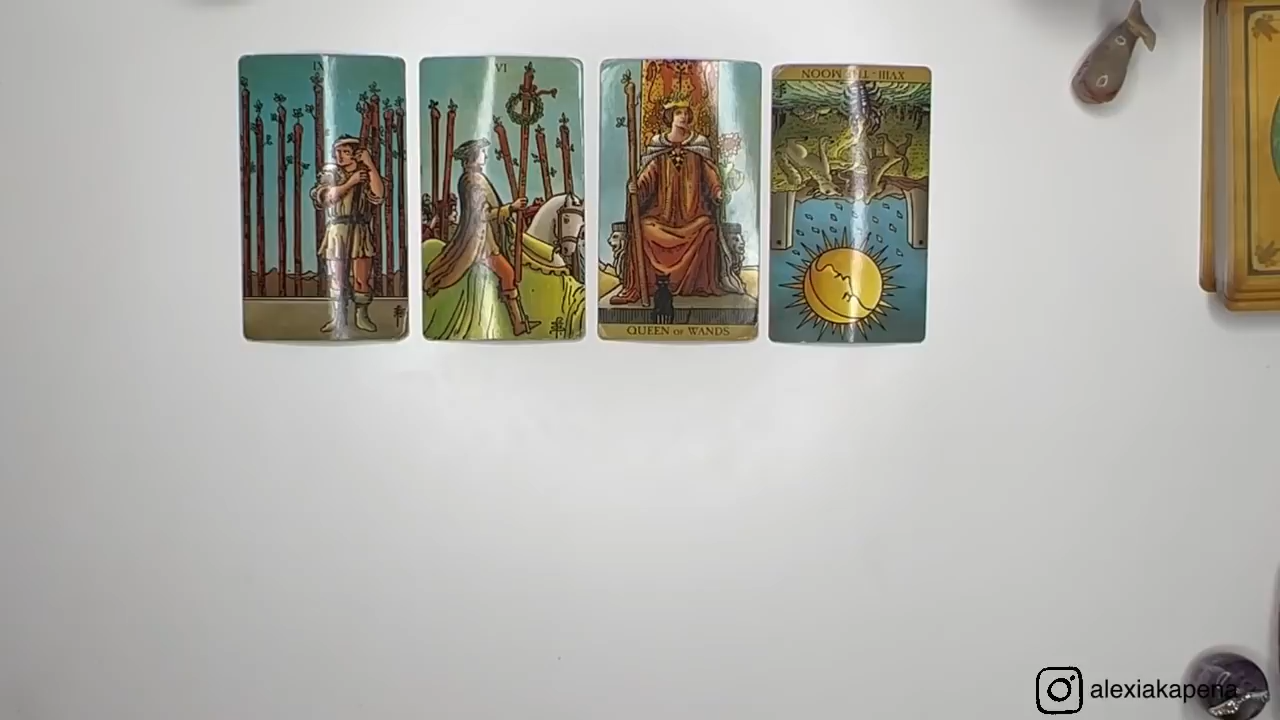 IX
VI
QUEEN OF WANDS
XVIII - THE MOON
alexiakapena